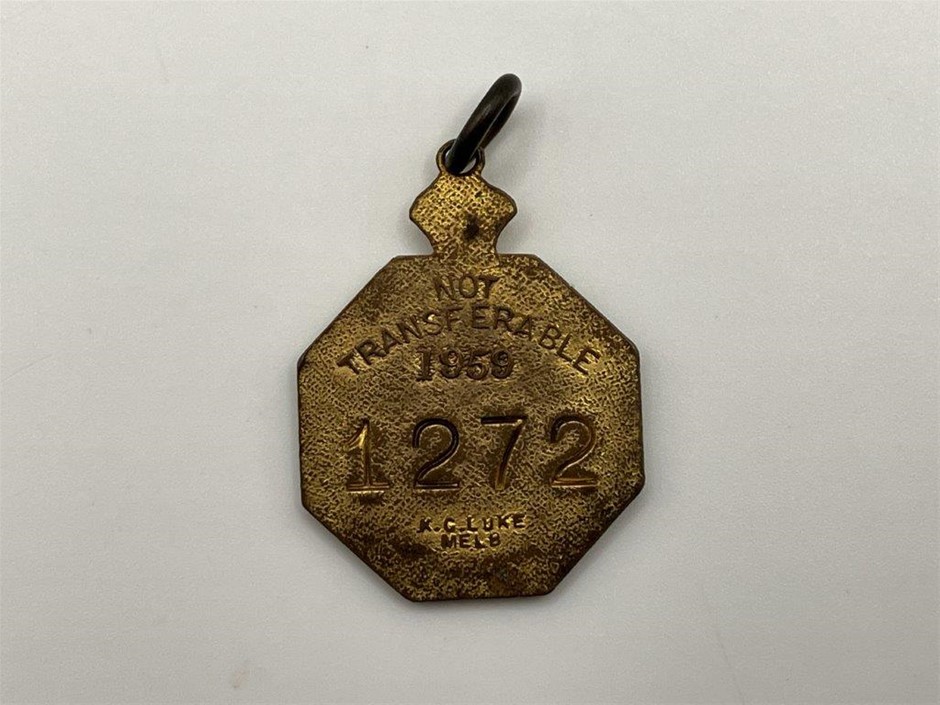 NOT
TRANSFERABLE
1959
1272
K.G.LUKE
MELB